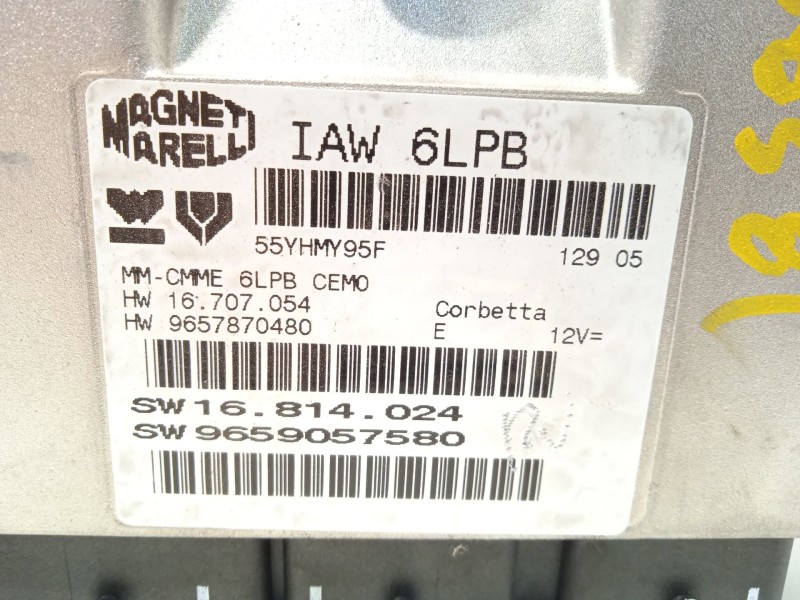 MAGNETI
MARELLI
IAW 6LPB
55YHMY95F 129 05
MM-CMME 6LPB CEMO
HW 16.707.054
HW 9657870480
Corbetta
E 12V=
SW 16.814.024
SW 9659057580